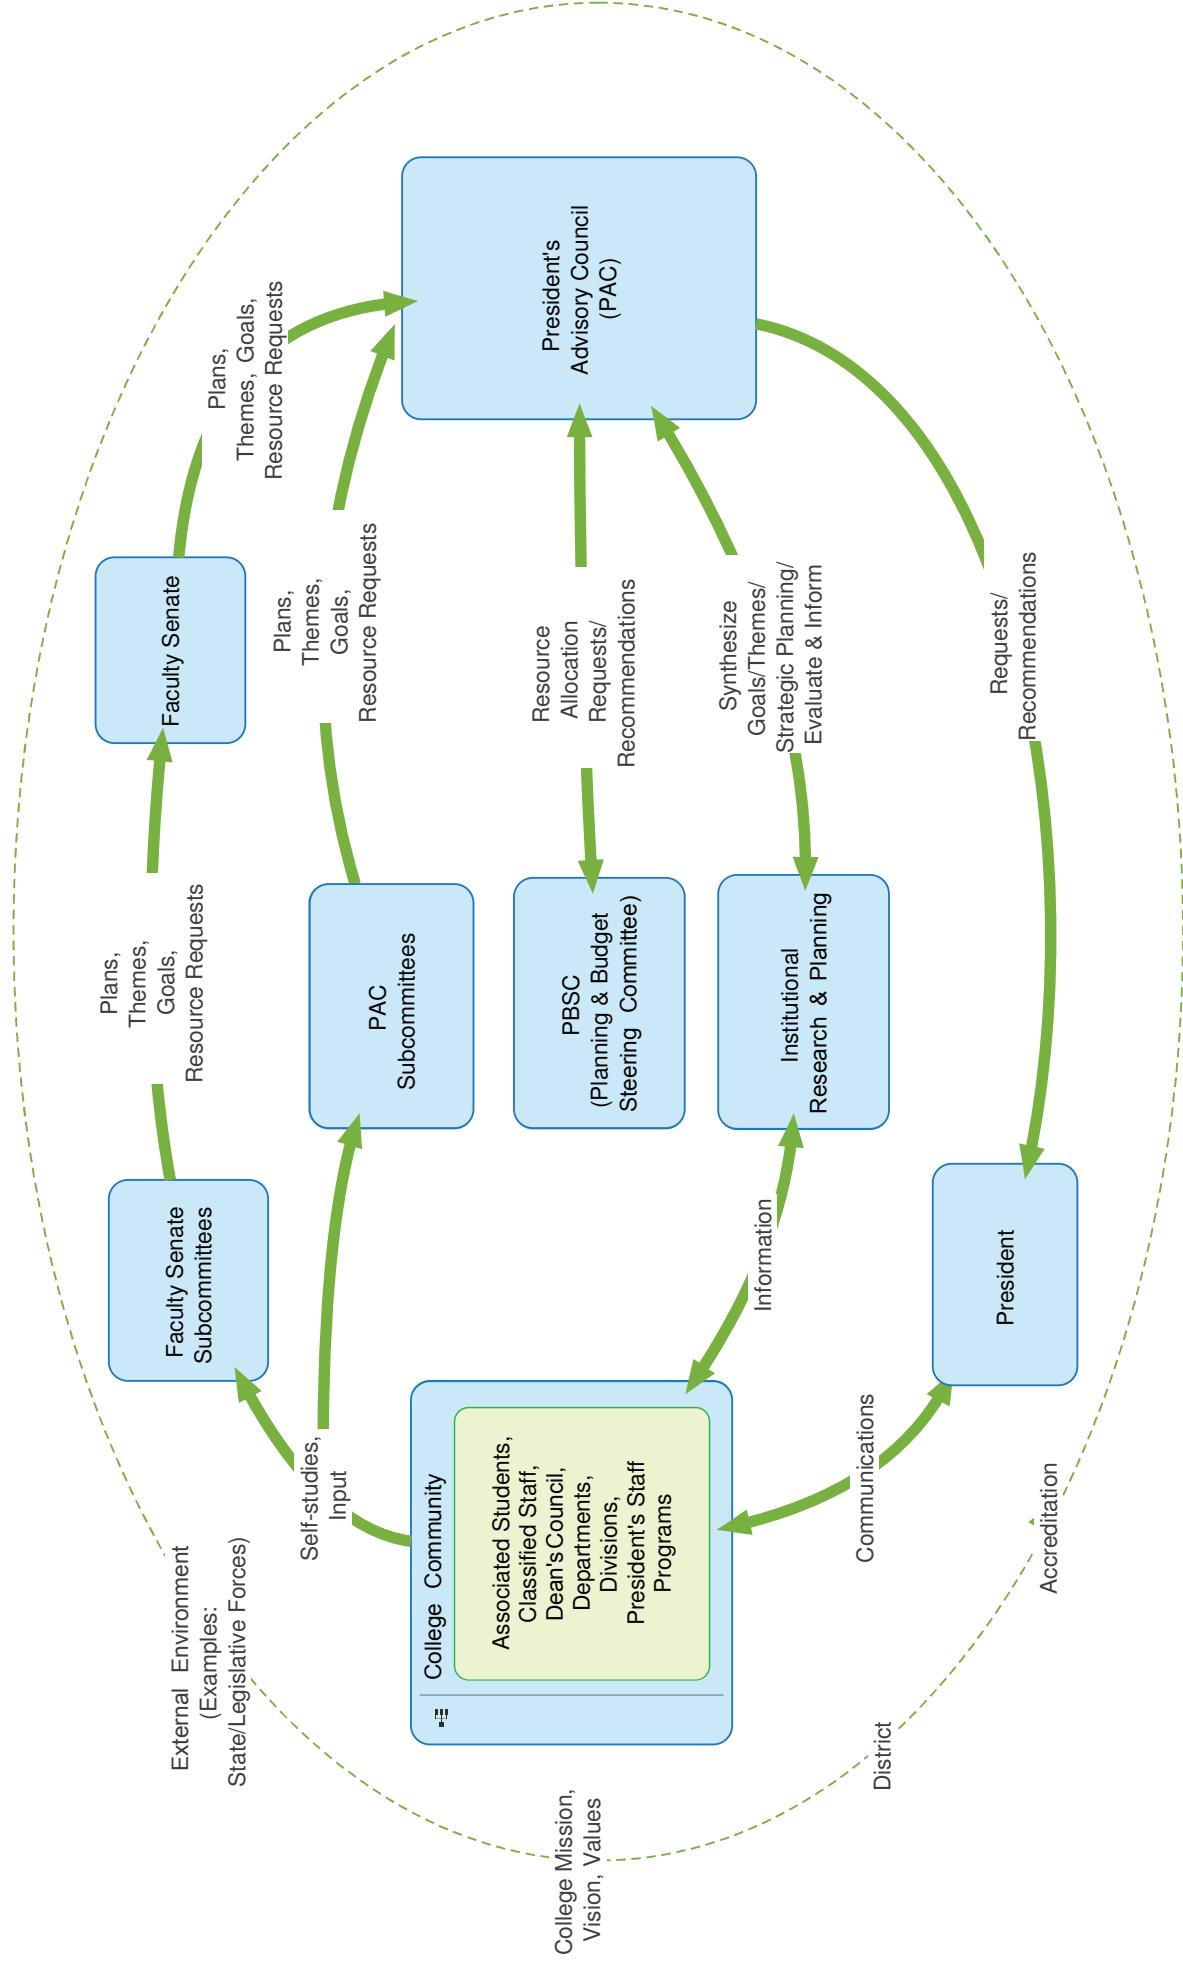 External Environment
(Examples:
State/Legislative Forces)
College Mission,
Vision, Values
District
Accreditation
College Community
Associated Students,
Classified Staff,
Dean's Council,
Departments,
Divisions,
President's Staff
Programs
Self-studies,
Input
Information
Communications
Faculty Senate
Subcommittees
PAC
Subcommittees
PBSC
(Planning & Budget
Steering Committee)
Institutional
Research & Planning
President
Plans,
Themes,
Goals,
Resource Requests
Faculty Senate
Plans,
Themes,
Goals,
Resource Requests
Resource
Allocation
Requests/
Recommendations
Synthesize
Goals/Themes/
Strategic Planning/
Evaluate & Inform
Requests/
Recommendations
Plans,
Themes, Goals,
Resource Requests
President's
Advisory Council
(PAC)